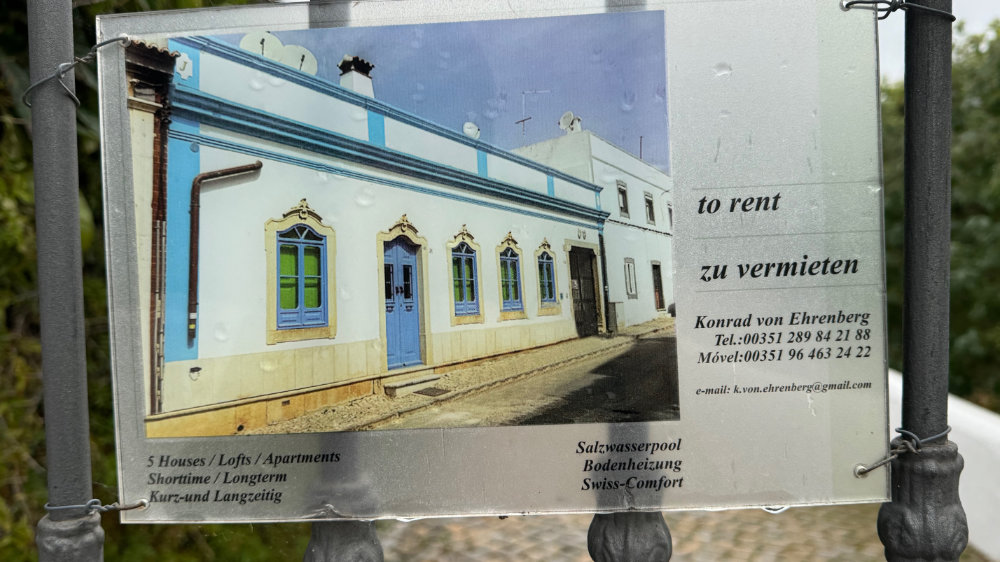 to rent
zu vermieten
Konrad von Ehrenberg
Tel.:00351 289 84 21 88
Móvel:00351 96 463 24 22
e-mail: k.von.ehrenberg@gmail.com
5 Houses / Lofts / Apartments
Shorttime / Longterm
Kurz-und Langzeitig
Salzwasserpool
Bodenheizung
Swiss-Comfort